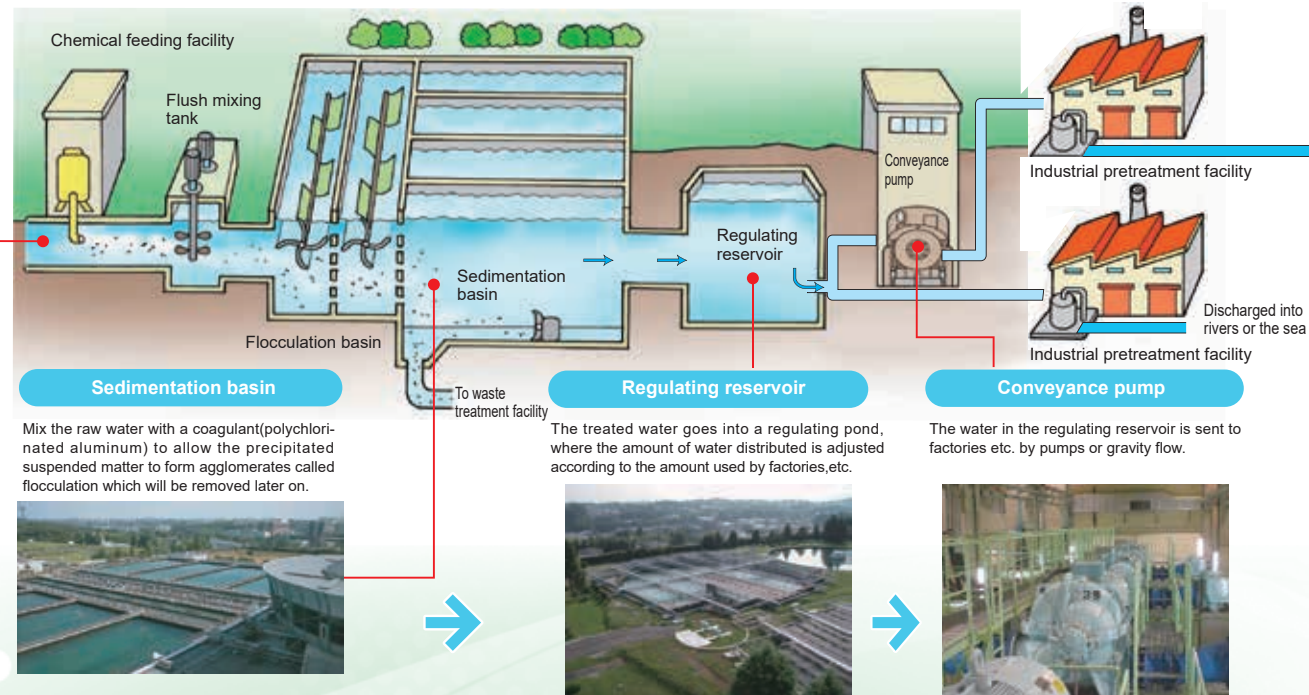 Chemical feeding facility
Flush mixing
tank
Conveyance
pump
Industrial pretreatment facility
Regulating
reservoir
Sedimentation
basin
Flocculation basin
Discharged into
rivers or the sea
Industrial pretreatment facility
To waste
treatment facility
Sedimentation basin
Mix the raw water with a coagulant(polychlori-
nated aluminum) to allow the precipitated
suspended matter to form agglomerates called
flocculation which will be removed later on.
Regulating reservoir
The treated water goes into a regulating pond,
where the amount of water distributed is adjusted
according to the amount used by factories,etc.
Conveyance pump
The water in the regulating reservoir is sent to
factories etc. by pumps or gravity flow.